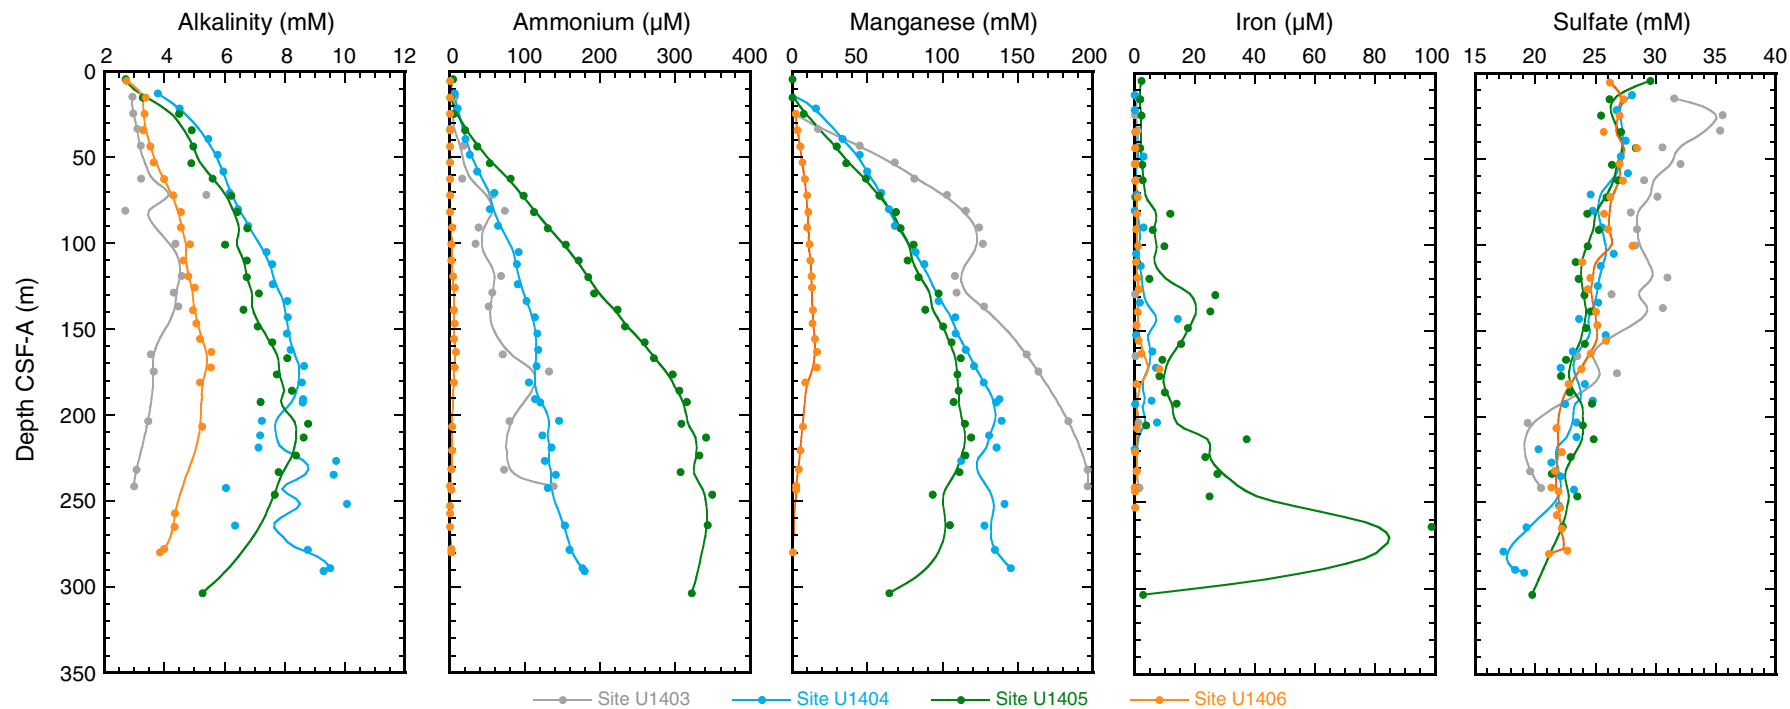 Alkalinity (mM) Ammonium (µM) Manganese (mM) Iron (µM) Sulfate (mM)
2 4 6 8 10 12 0 100 200 300 400 0 50 100 150 200 0 20 40 60 80 100 15 20 25 30 35 40
0
50
100
150
200
250
300
350
Depth CSF-A (m)
Site U1403 Site U1404 Site U1405 Site U1406